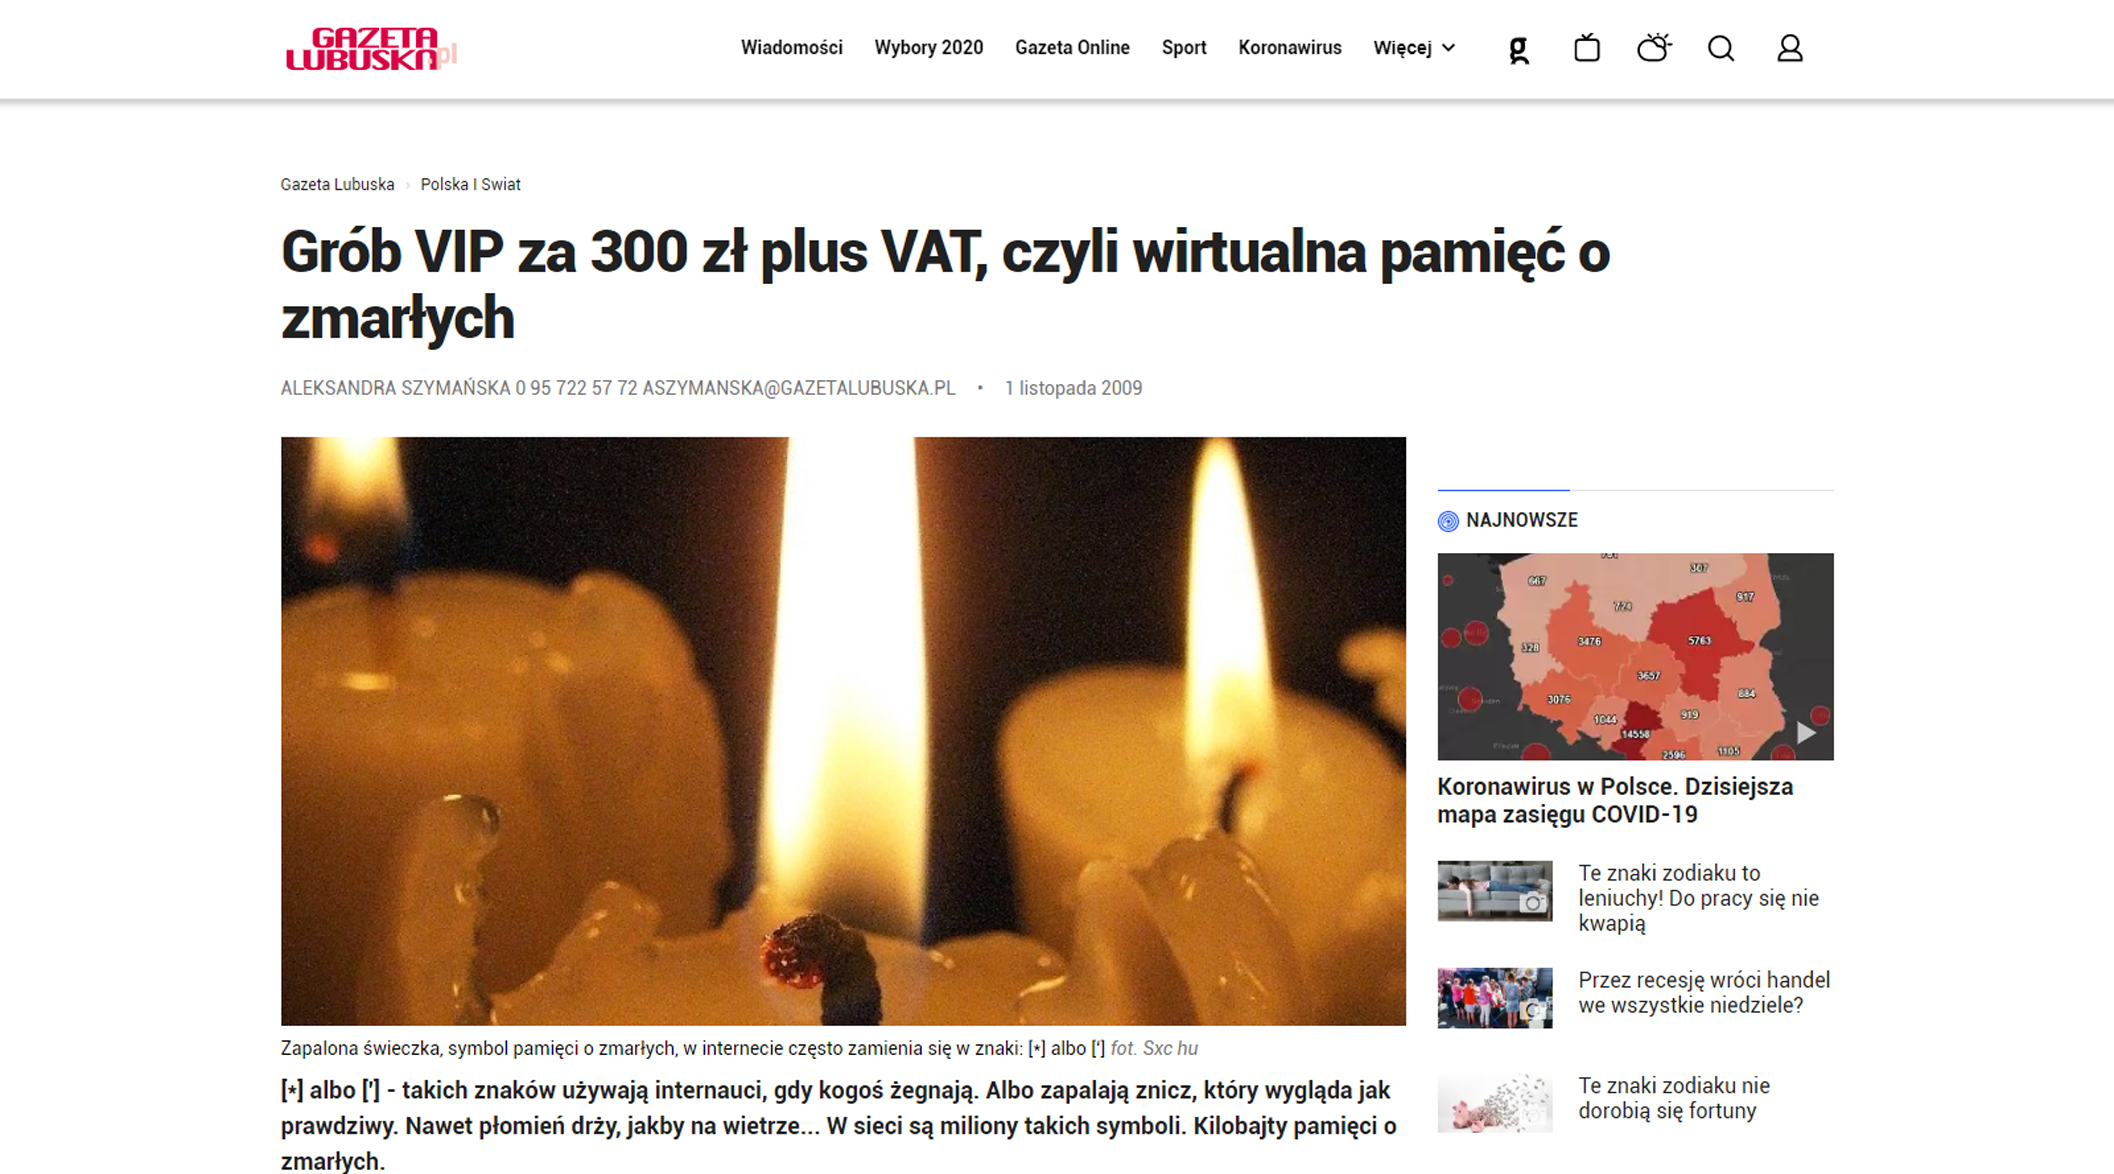 GAZETA
LUBUSKA.pl
Wiadomości Wybory 2020 Gazeta Online Sport Koronawirus Więcej
g
Gazeta Lubuska › Polska I Swiat
Grób VIP za 300 zł plus VAT, czyli wirtualna pamięć o
zmarłych
ALEKSANDRA SZYMAŃSKA 0 95 722 57 72 ASZYMANSKA@GAZETALUBUSKA.PL • 1 listopada 2009
Zapalona świeczka, symbol pamięci o zmarłych, w internecie często zamienia się w znaki: [*] albo ['] fot. Sxc hu
[*] albo ['] - takich znaków używają internauci, gdy kogoś żegnają. Albo zapalają znicz, który wygląda jak
prawdziwy. Nawet płomień drży, jakby na wietrze... W sieci są miliony takich symboli. Kilobajty pamięci o
zmarłych.
NAJNOWSZE
667
307
724
917
3476
5763
328
3657
3076
884
1044
919
14558
2596
1105
Koronawirus w Polsce. Dzisiejsza
mapa zasięgu COVID-19
Te znaki zodiaku to
leniuchy! Do pracy się nie
kwapią
Przez recesję wróci handel
we wszystkie niedziele?
Te znaki zodiaku nie
dorobią się fortuny